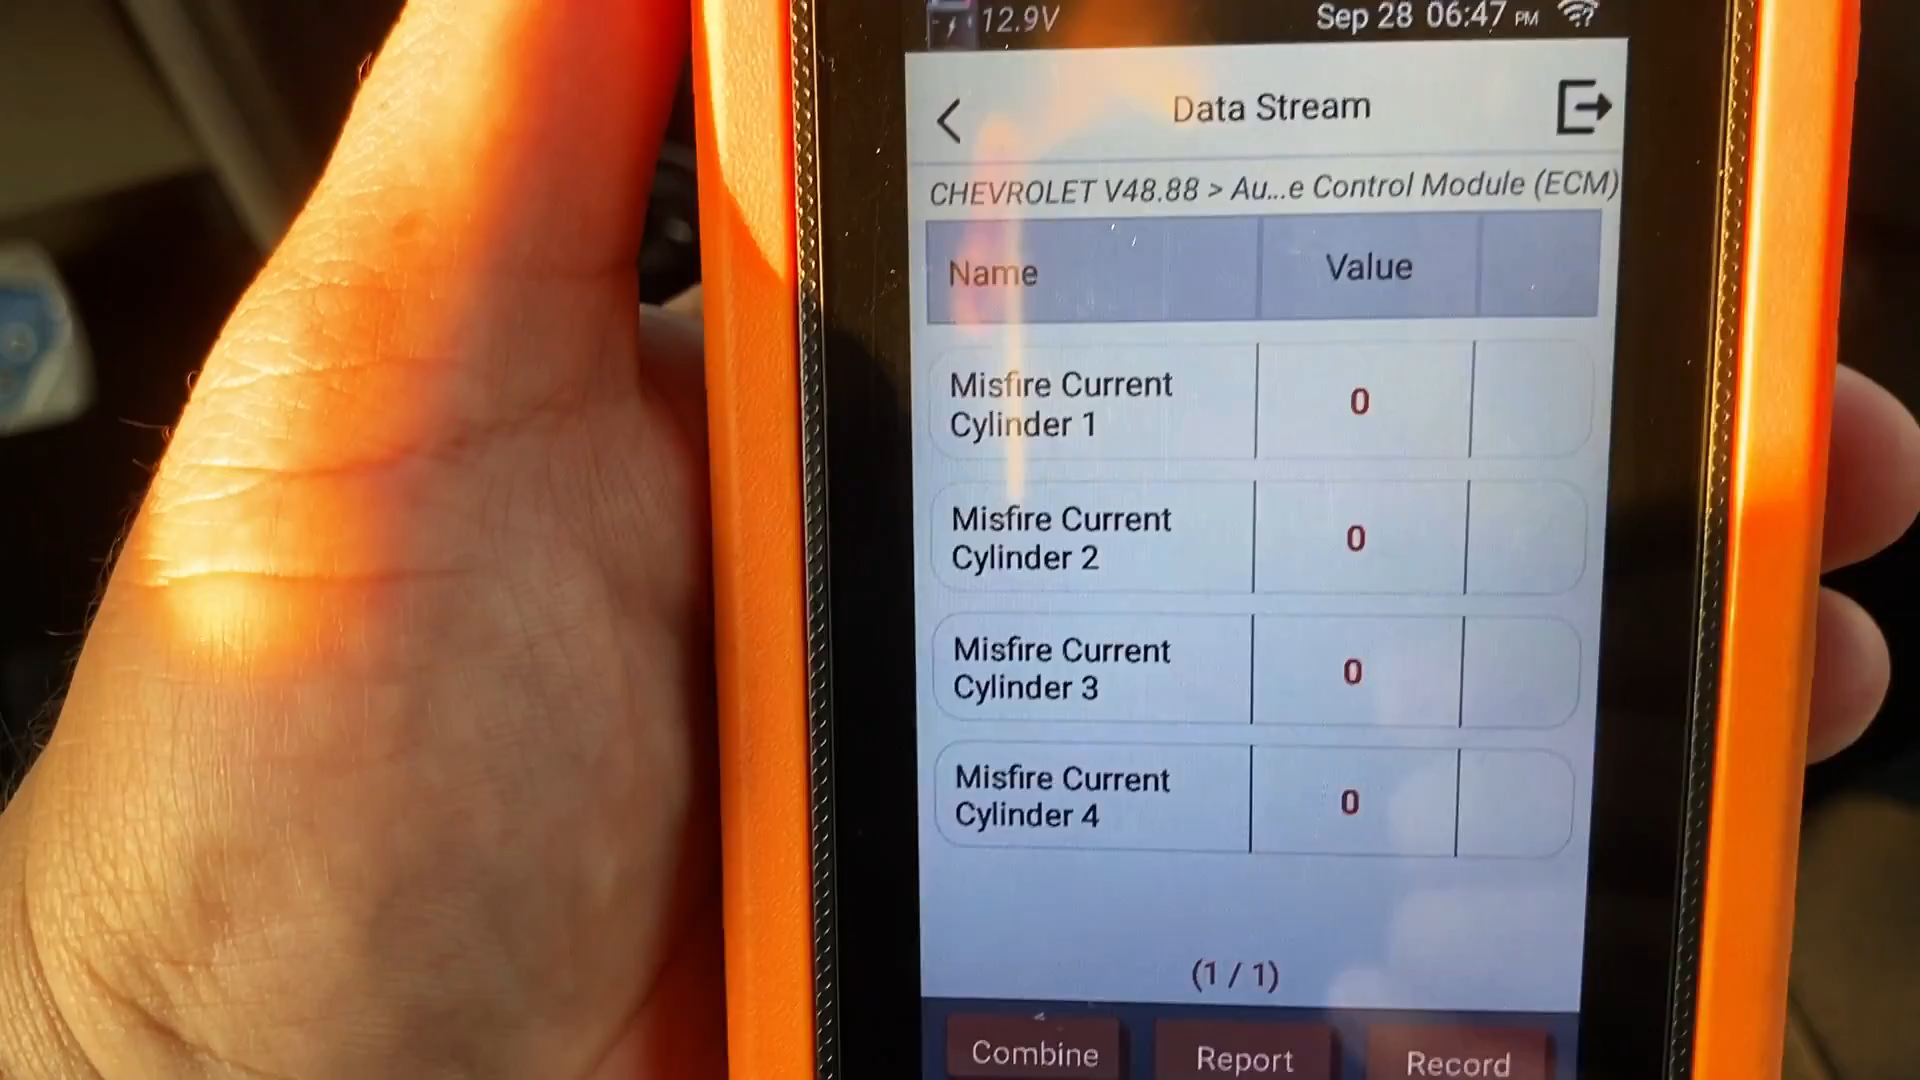 12.9V Sep 28 06:47 PM
Data Stream
CHEVROLET V48.88 > Au...e Control Module (ECM)
Name Value
Misfire Current
Cylinder 1
0
Misfire Current
Cylinder 2
0
Misfire Current
Cylinder 3
0
Misfire Current
Cylinder 4
0
(1 / 1)
Combine Report Record